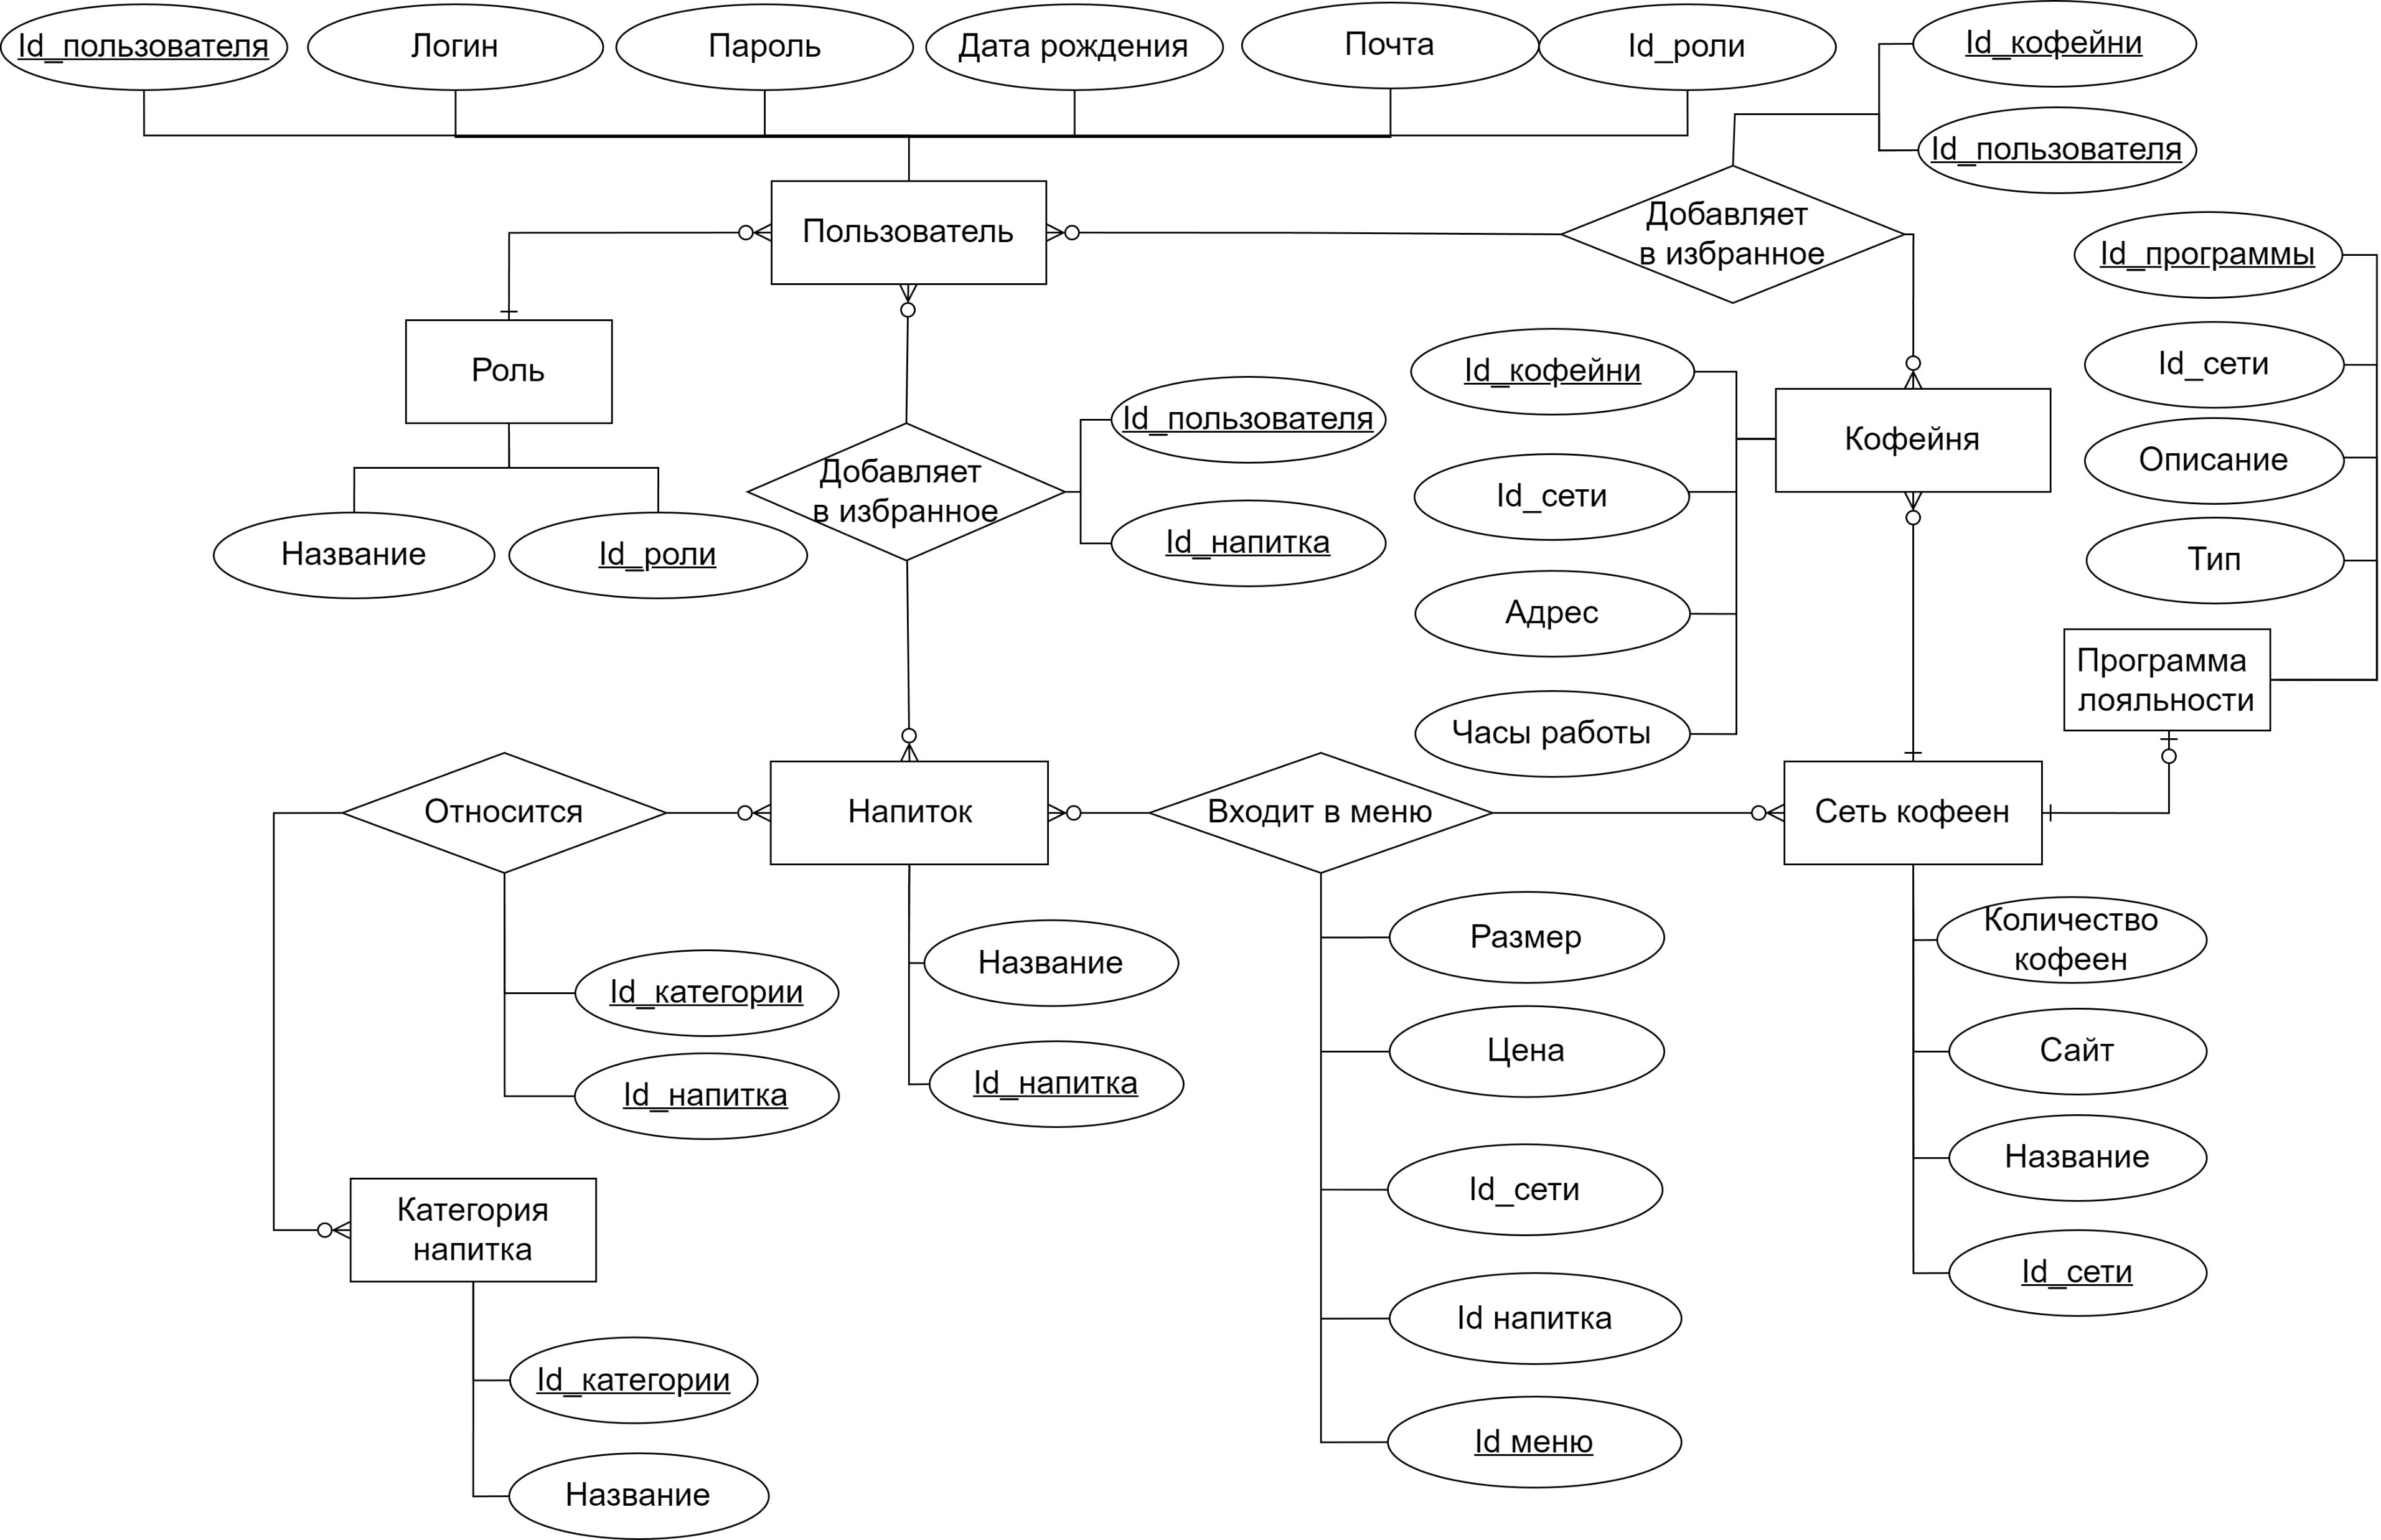 Id_пользователя
Логин
Пароль
Дата рождения
Почта
Id_роли
Id_кофейни
Id_пользователя
Пользователь
Добавляет
в избранное
Id_программы
Роль
Id_кофейни
Id_сети
Id_пользователя
Кофейня
Добавляет
в избранное
Описание
Id_сети
Название
Id_роли
Id_напитка
Тип
Адрес
Программа
лояльности
Часы работы
Относится
Напиток
Входит в меню
Сеть кофеен
Размер
Количество
кофеен
Название
Id_категории
Цена
Сайт
Id_напитка
Id_напитка
Название
Id_сети
Категория
напитка
Id_сети
Id напитка
Id_категории
Id меню
Название